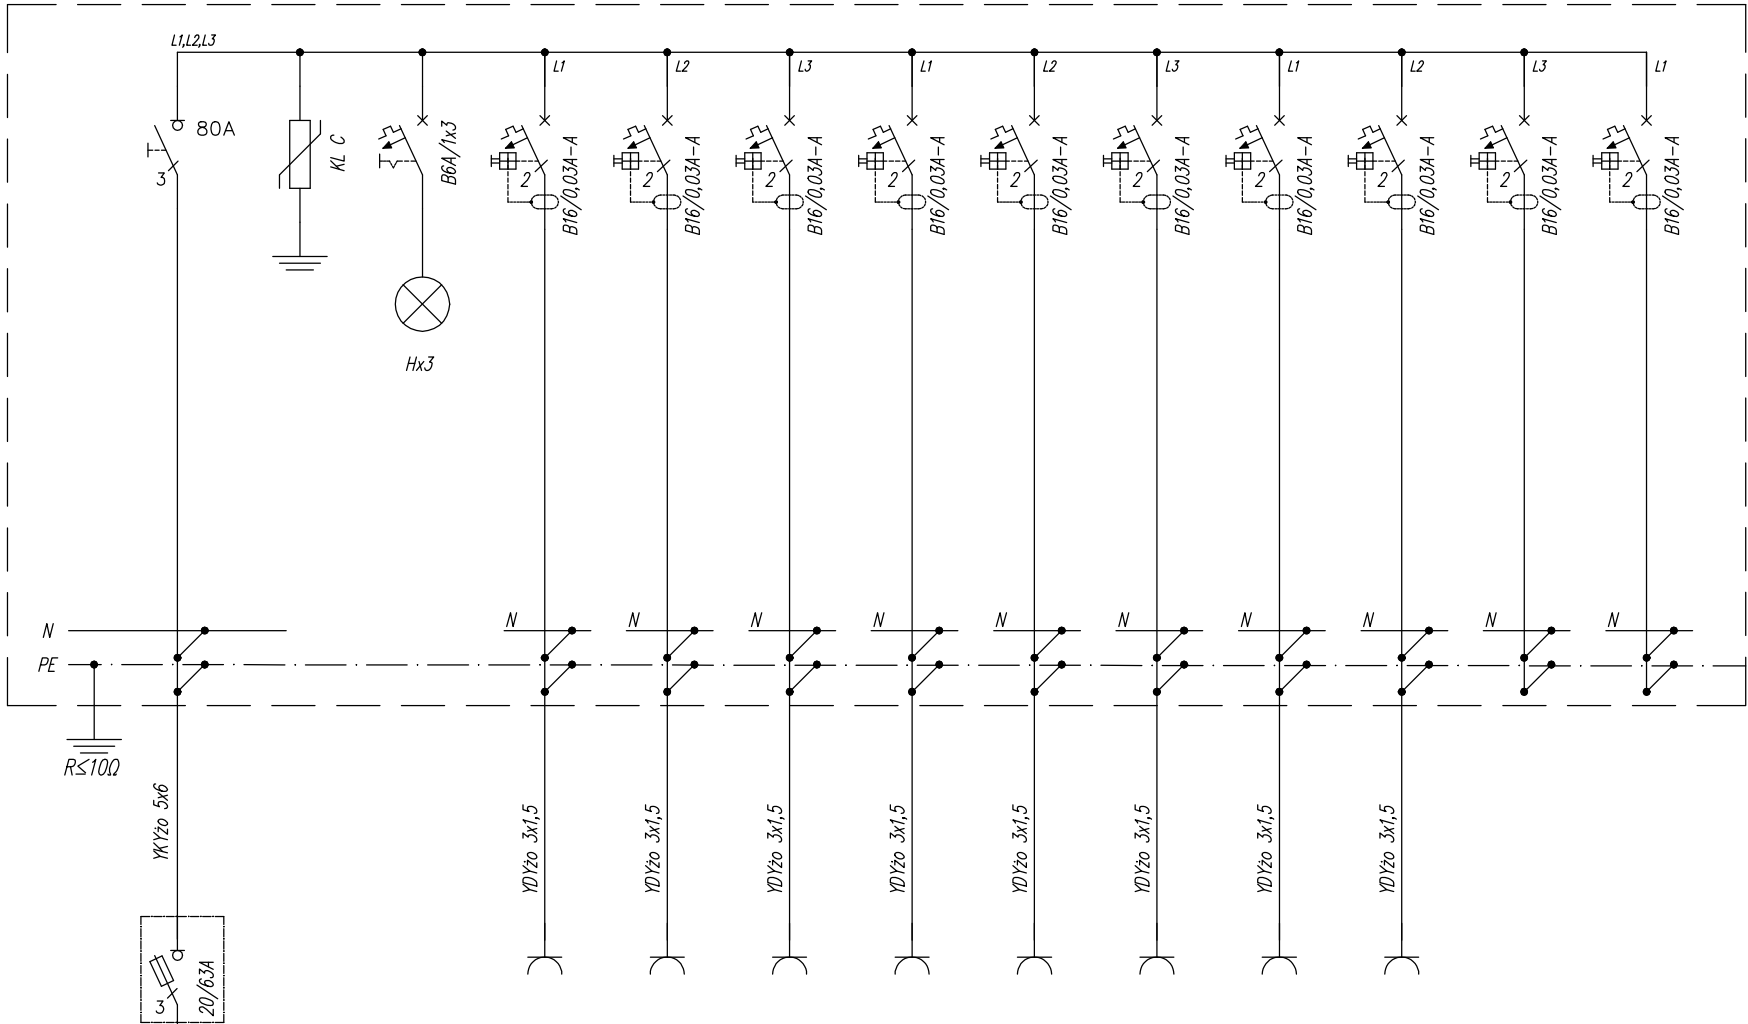 L1,L2,L3
L1
L2
L3
L1
L2
L3
L1
L2
L3
L1
80A
3
KL C
B6A/1x3
2
B16/0,03A-A
2
B16/0,03A-A
2
B16/0,03A-A
2
B16/0,03A-A
2
B16/0,03A-A
2
B16/0,03A-A
2
B16/0,03A-A
2
B16/0,03A-A
2
B16/0,03A-A
2
B16/0,03A-A
Hx3
N
N
N
N
N
N
N
N
N
N
N
PE
R≤10Ω
YKYżo 5x6
YDYżo 3x1,5
YDYżo 3x1,5
YDYżo 3x1,5
YDYżo 3x1,5
YDYżo 3x1,5
YDYżo 3x1,5
YDYżo 3x1,5
YDYżo 3x1,5
3
20/63A